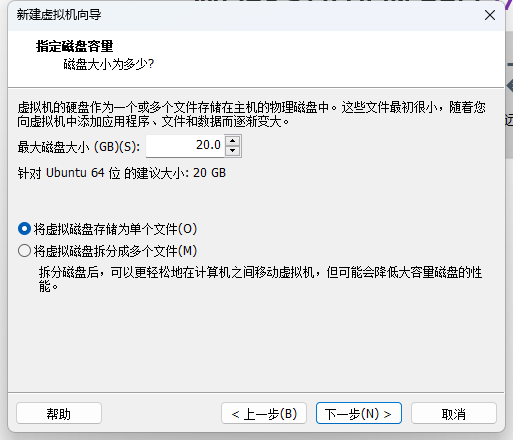 新建虚拟机向导
指定磁盘容量
磁盘大小为多少?
虚拟机的硬盘作为一个或多个文件存储在主机的物理磁盘中。这些文件最初很小，随着您
向虚拟机中添加应用程序、文件和数据而逐渐变大。
最大磁盘大小 (GB)(S): 20.0
针对 Ubuntu 64 位 的建议大小: 20 GB
将虚拟磁盘存储为单个文件(O)
将虚拟磁盘拆分成多个文件(M)
拆分磁盘后，可以更轻松地在计算机之间移动虚拟机，但可能会降低大容量磁盘的性
能。
帮助
< 上一步(B)
下一步(N) >
取消